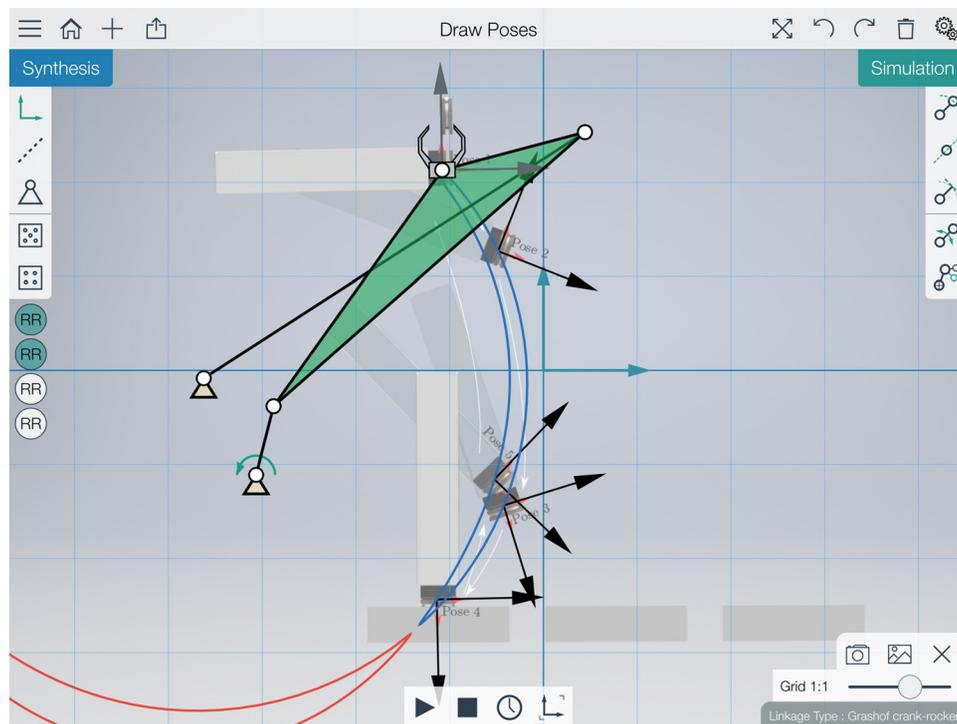 Draw Poses
Synthesis
Simulation
Pose 2
RR
RR
RR
RR
Pose 5
Pose 3
Pose 4
Grid 1:1
Linkage Type : Grashof crank-rocker